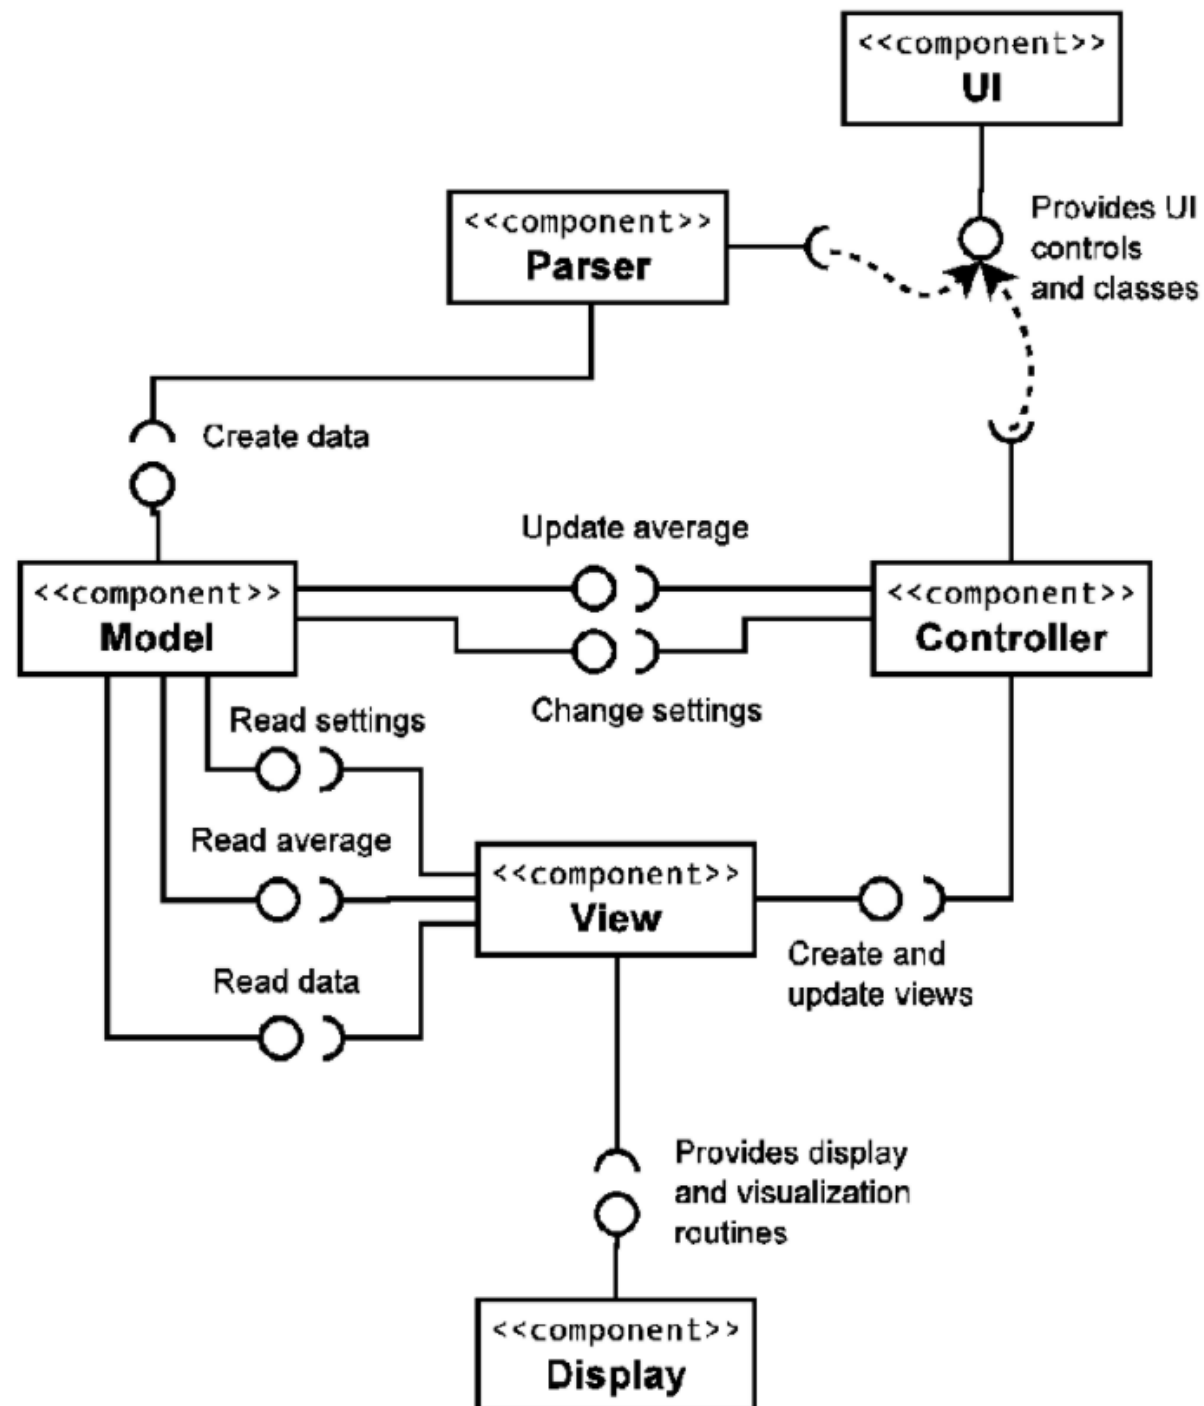 <<component>>
UI
Provides UI
controls
and classes
<<component>>
Parser
Create data
Update average
<<component>>
Model
<<component>>
Controller
Change settings
Read settings
Read average
<<component>>
View
Create and
update views
Read data
Provides display
and visualization
routines
<<component>>
Display